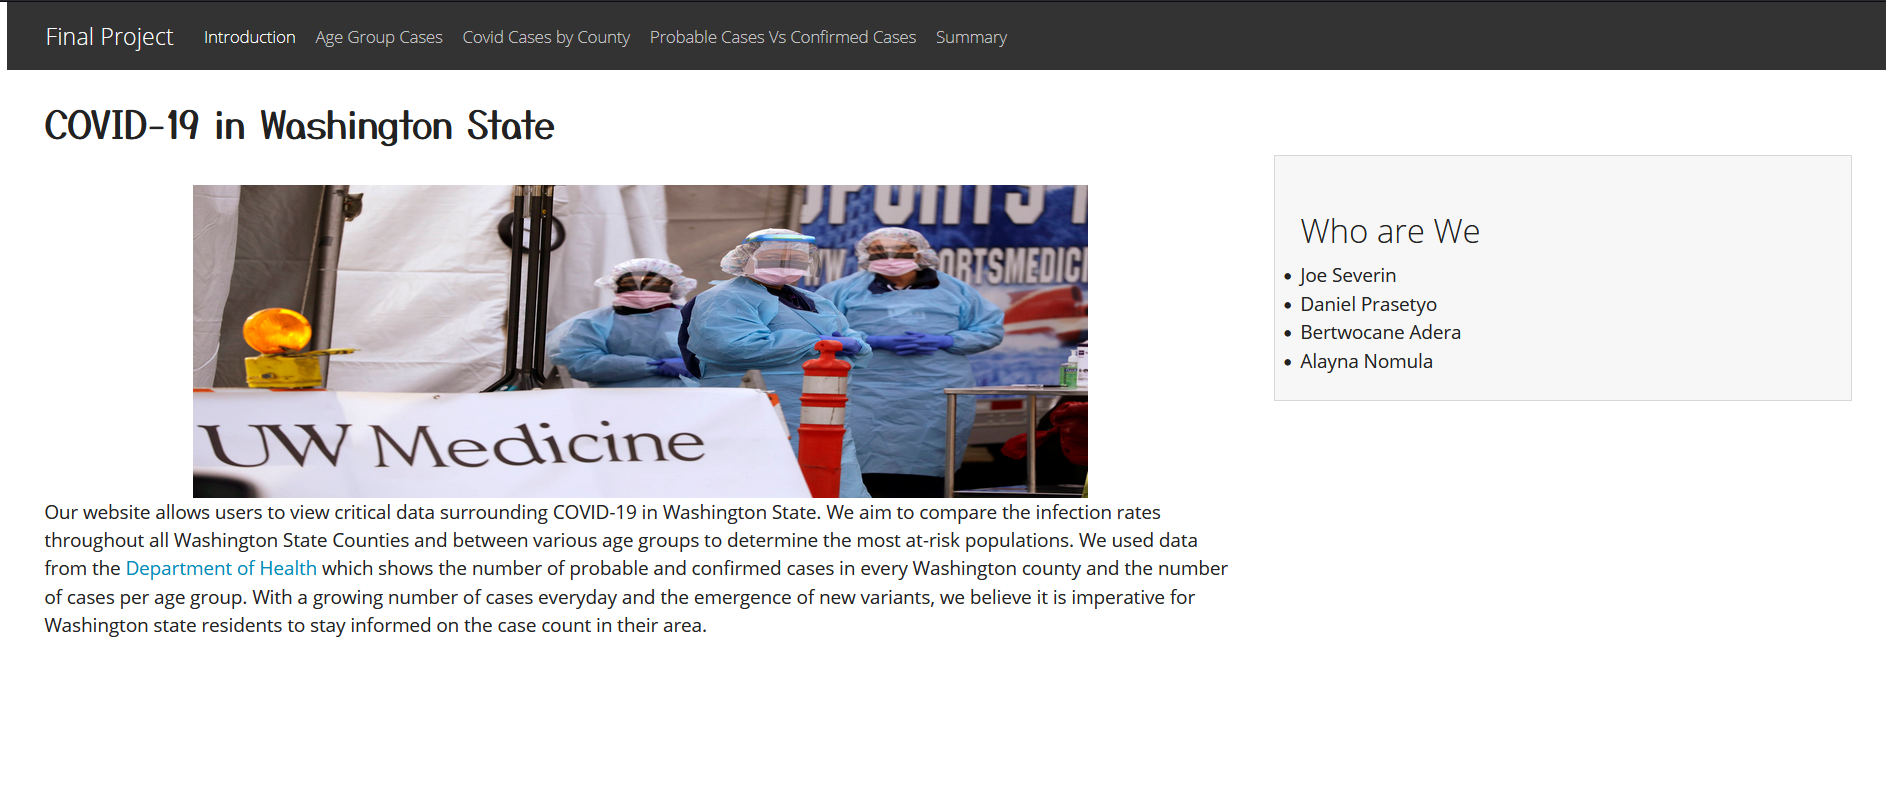 Final Project Introduction Age Group Cases Covid Cases by County Probable Cases Vs Confirmed Cases Summary
COVID-19 in Washington State
UW Medicine
Our website allows users to view critical data surrounding COVID-19 in Washington State. We aim to compare the infection rates
throughout all Washington State Counties and between various age groups to determine the most at-risk populations. We used data
from the Department of Health which shows the number of probable and confirmed cases in every Washington county and the number
of cases per age group. With a growing number of cases everyday and the emergence of new variants, we believe it is imperative for
Washington state residents to stay informed on the case count in their area.
Who are We
Joe Severin
Daniel Prasetyo
Bertwocane Adera
Alayna Nomula